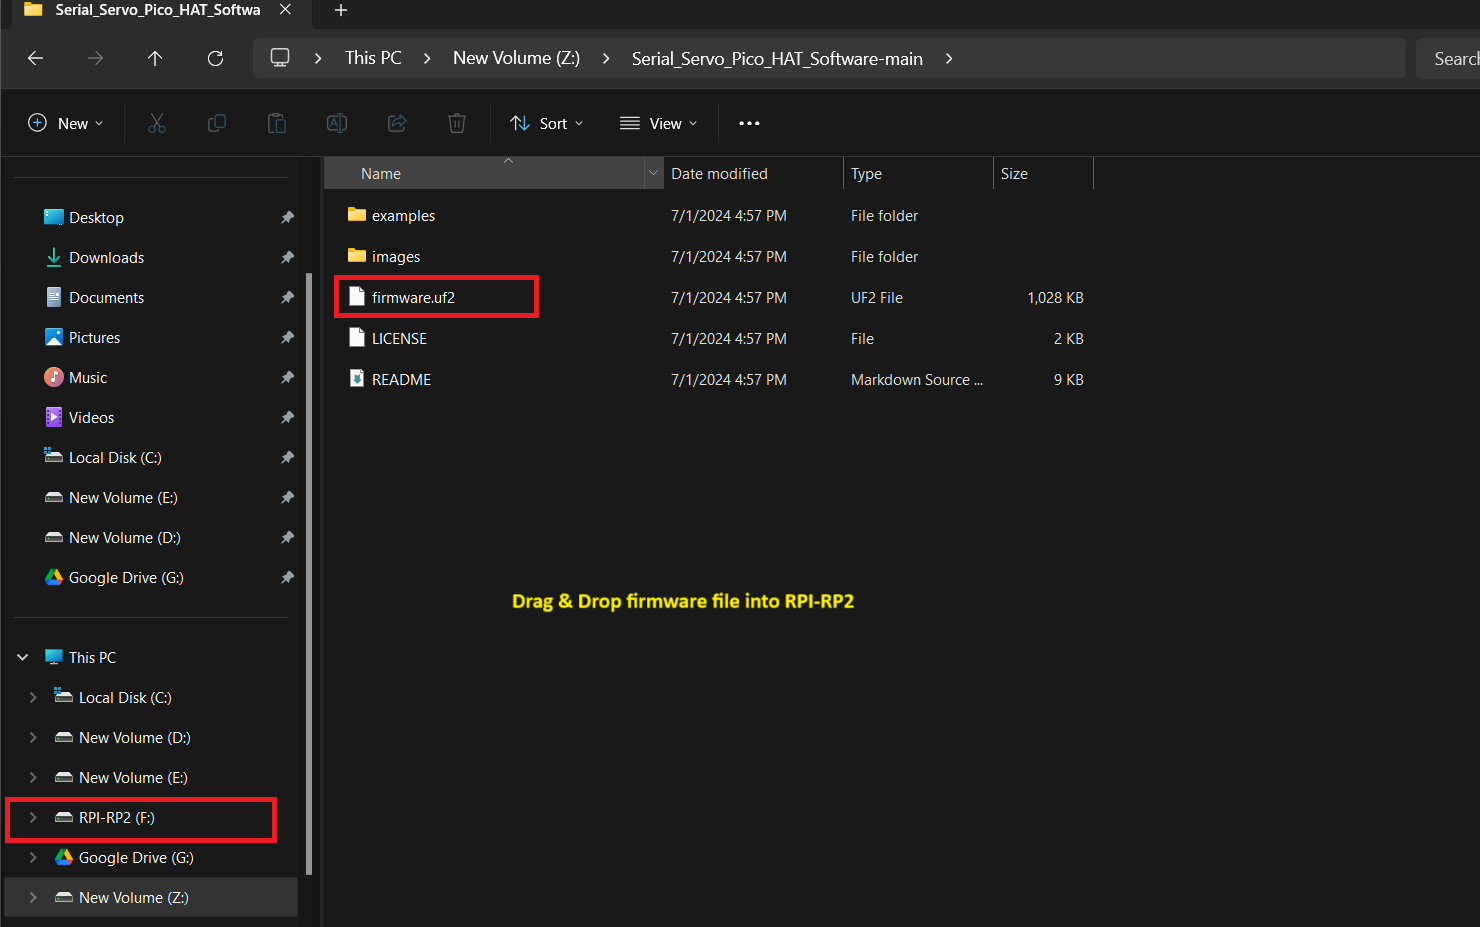 Serial_Servo_Pico_HAT_Softwa
This PC
New Volume (Z:)
Serial_Servo_Pico_HAT_Software-main
Searc
New
Sort
View
Name
Date modified
Type
Size
Desktop
Downloads
Documents
Pictures
Music
Videos
Local Disk (C:)
New Volume (E:)
New Volume (D:)
Google Drive (G:)
This PC
Local Disk (C:)
New Volume (D:)
New Volume (E:)
RPI-RP2 (F:)
Google Drive (G:)
New Volume (Z:)
examples 7/1/2024 4:57 PM File folder
images 7/1/2024 4:57 PM File folder
firmware.uf2 7/1/2024 4:57 PM UF2 File 1,028 KB
LICENSE 7/1/2024 4:57 PM File 2 KB
README 7/1/2024 4:57 PM Markdown Source ... 9 KB
Drag & Drop firmware file into RPI-RP2